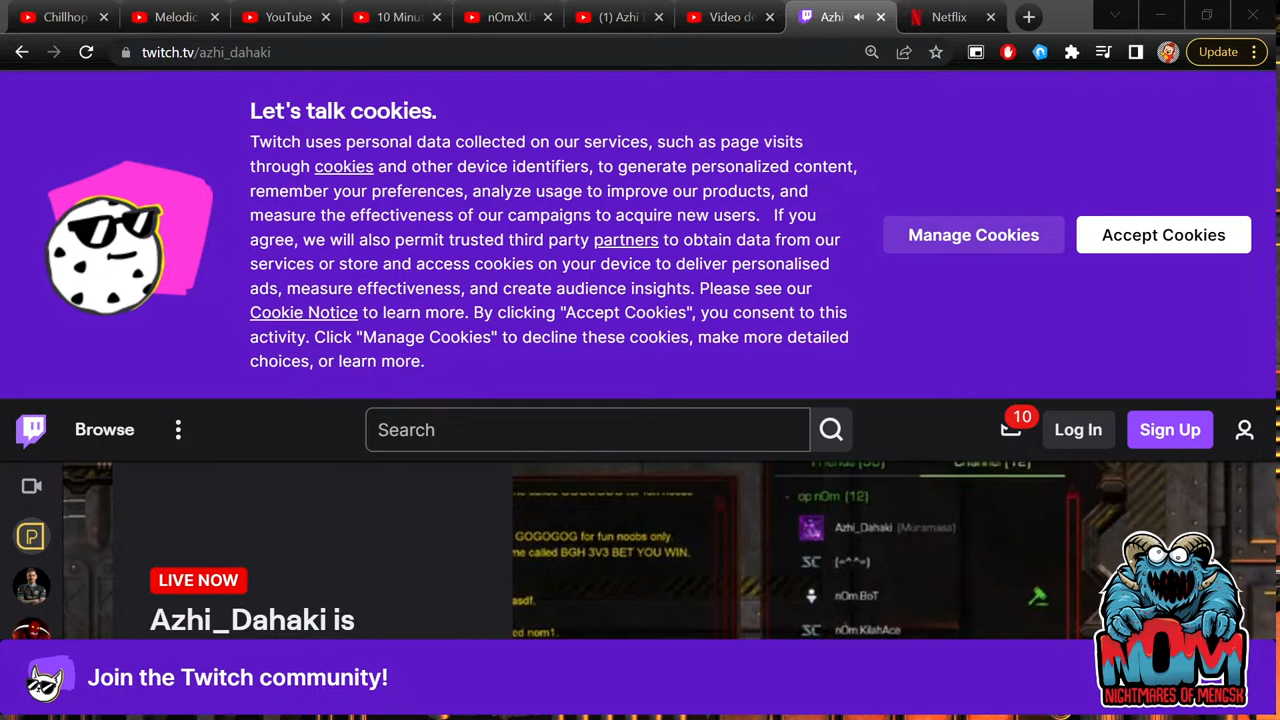 Chillhop
Melodic
YouTube
10 Minut
nOm.XU
(1) Azhi
Video de
Azhi
Netflix
twitch.tv/azhi_dahaki
Update
Let's talk cookies.
Twitch uses personal data collected on our services, such as page visits
through cookies and other device identifiers, to generate personalized content,
remember your preferences, analyze usage to improve our products, and
measure the effectiveness of our campaigns to acquire new users. If you
agree, we will also permit trusted third party partners to obtain data from our
services or store and access cookies on your device to deliver personalised
ads, measure effectiveness, and create audience insights. Please see our
Cookie Notice to learn more. By clicking "Accept Cookies", you consent to this
activity. Click "Manage Cookies" to decline these cookies, make more detailed
choices, or learn more.
Manage Cookies
Accept Cookies
Browse
Search
10
Log In
Sign Up
Channel (12)
op nOm (12)
GOGOGOG for fun noobs only.
me called BGH 3V3 BET YOU WIN.
Azhi_Dahaki (Muramasa)
SC (=^^=)
nOm.BoT
asdf.
ed nom1.
SC nOm.KilahAce
LIVE NOW
Azhi_Dahaki is
Join the Twitch community!
NOM
NIGHTMARES OF MENGSK